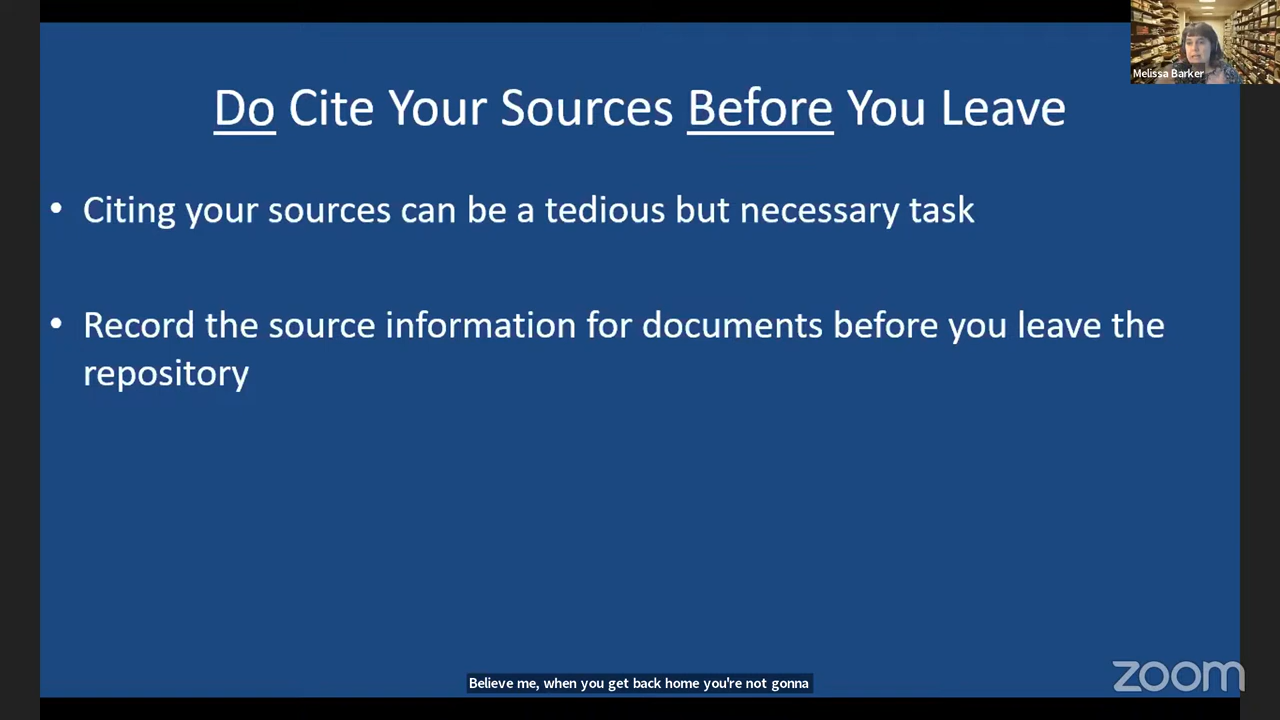 Melissa Barker
Do Cite Your Sources Before You Leave
• Citing your sources can be a tedious but necessary task
• Record the source information for documents before you leave the
repository
Believe me, when you get back home you're not gonna
zoom